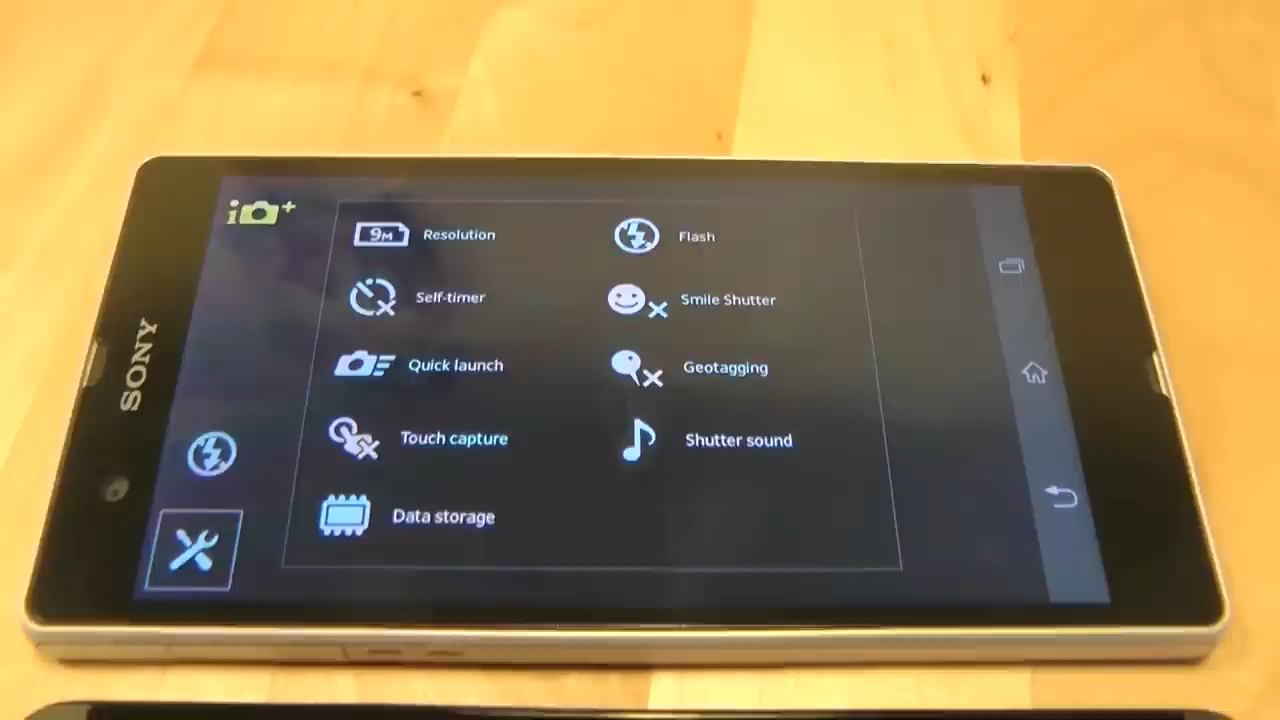 SONY
i+
9M Resolution
Flash
Self-timer
Smile Shutter
Quick launch
Geotagging
Touch capture
Shutter sound
Data storage